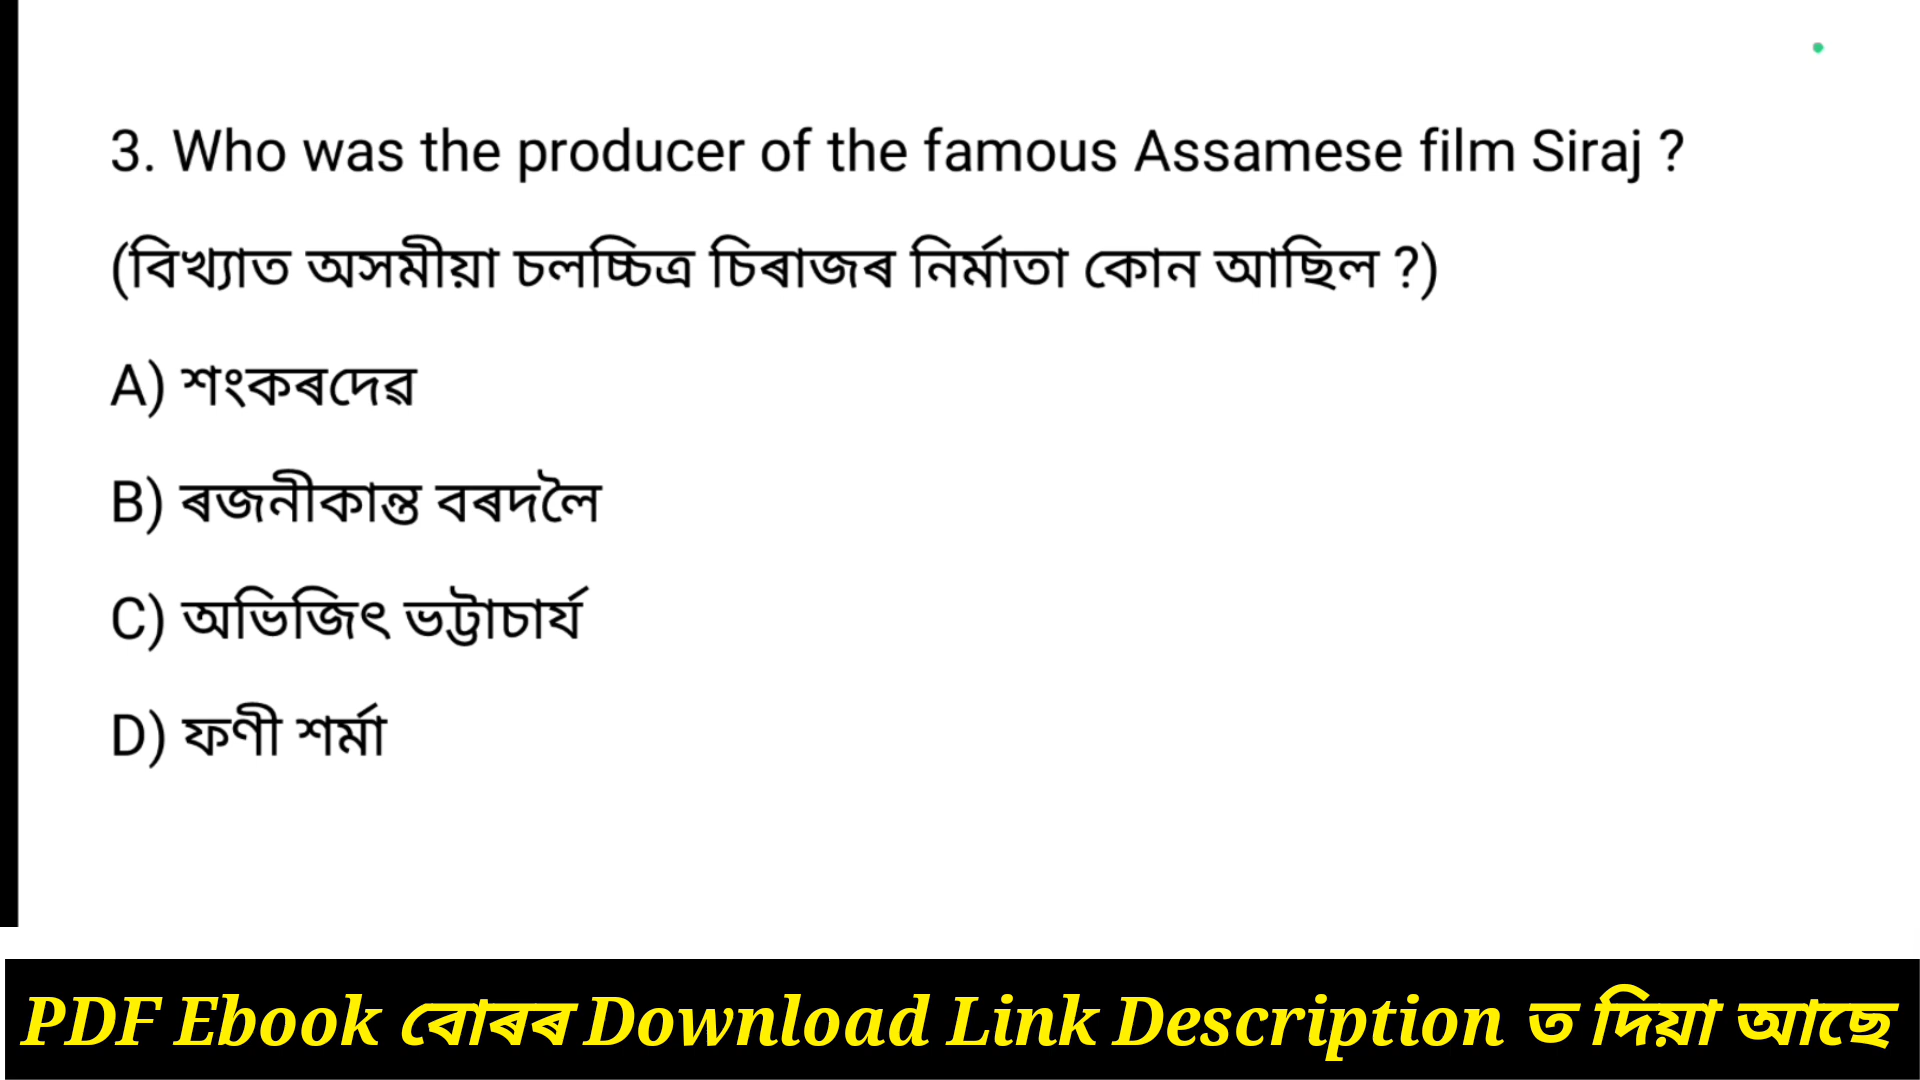 3. Who was the producer of the famous Assamese film Siraj ?
(বিখ্যাত অসমীয়া চলচ্চিত্ৰ চিৰাজৰ নিৰ্মাতা কোন আছিল ?)
A) শংকৰদেৱ
B) ৰজনীকান্ত বৰদলৈ
C) অভিজিৎ ভট্টাচাৰ্য
D) ফণী শৰ্মা
PDF Ebook বোৰৰ Download Link Description ত দিয়া আছে